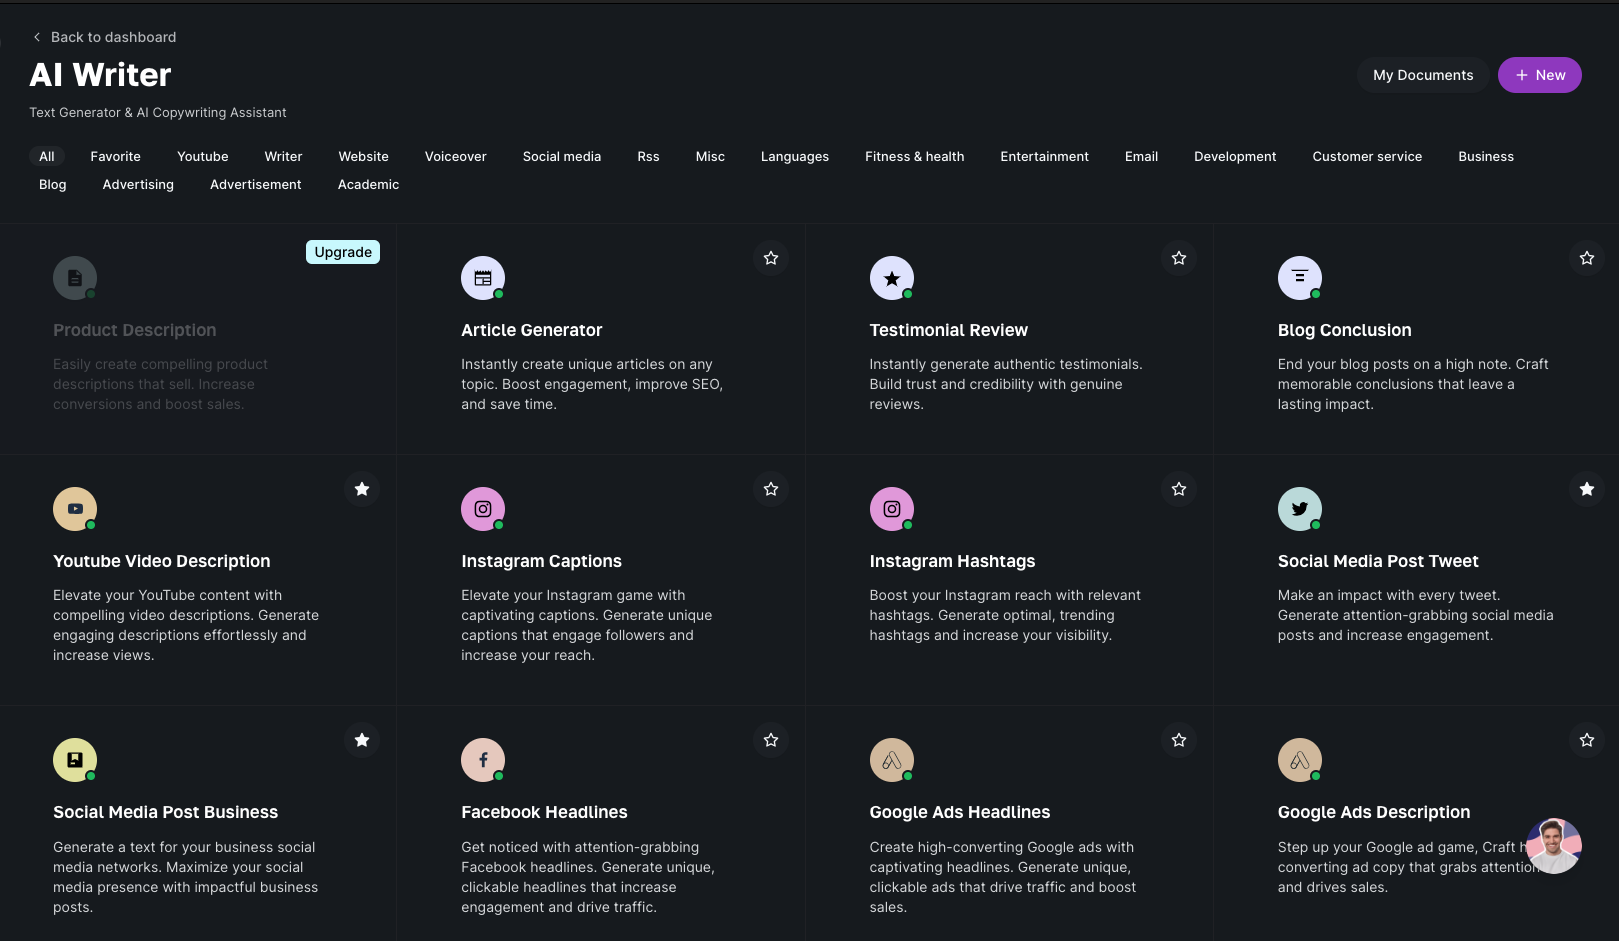 Back to dashboard
AI Writer
My Documents
+ New
Text Generator & AI Copywriting Assistant
All Favorite Youtube Writer Website Voiceover Social media Rss Misc Languages Fitness & health Entertainment Email Development Customer service Business
Blog Advertising Advertisement Academic
Upgrade
Product Description
Easily create compelling product
descriptions that sell. Increase
conversions and boost sales.
Article Generator
Instantly create unique articles on any
topic. Boost engagement, improve SEO,
and save time.
Testimonial Review
Instantly generate authentic testimonials.
Build trust and credibility with genuine
reviews.
Blog Conclusion
End your blog posts on a high note. Craft
memorable conclusions that leave a
lasting impact.
Youtube Video Description
Elevate your YouTube content with
compelling video descriptions. Generate
engaging descriptions effortlessly and
increase views.
Instagram Captions
Elevate your Instagram game with
captivating captions. Generate unique
captions that engage followers and
increase your reach.
Instagram Hashtags
Boost your Instagram reach with relevant
hashtags. Generate optimal, trending
hashtags and increase your visibility.
Social Media Post Tweet
Make an impact with every tweet.
Generate attention-grabbing social media
posts and increase engagement.
Social Media Post Business
Generate a text for your business social
media networks. Maximize your social
media presence with impactful business
posts.
Facebook Headlines
Get noticed with attention-grabbing
Facebook headlines. Generate unique,
clickable headlines that increase
engagement and drive traffic.
Google Ads Headlines
Create high-converting Google ads with
captivating headlines. Generate unique,
clickable ads that drive traffic and boost
sales.
Google Ads Description
Step up your Google ad game, Craft
converting ad copy that grabs attention
and drives sales.